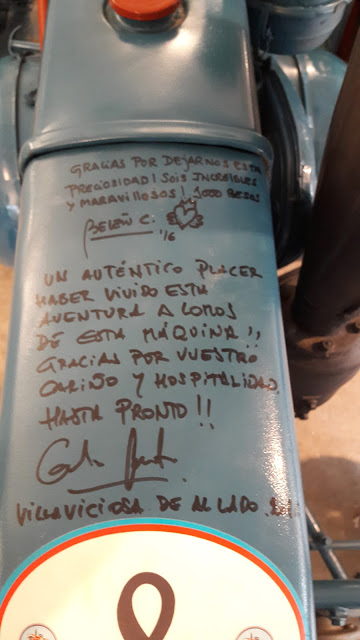 GRACIAS POR DEJARNOS ESTA
PRECIOSIDAD! SOIS INCREIBLES
Y MARAVILLOSOS! 1000 BESOS
BELÉN C.
'16
UN AUTÉNTICO PLACER
HABER VIVIDO ESTA
AVENTURA A LOMOS
DE ESTA MÁQUINA!!
GRACIAS POR VUESTRO
CARIÑO Y HOSPITALIDAD.
HASTA PRONTO!!
VILLAVICIOSA DE AL LADO